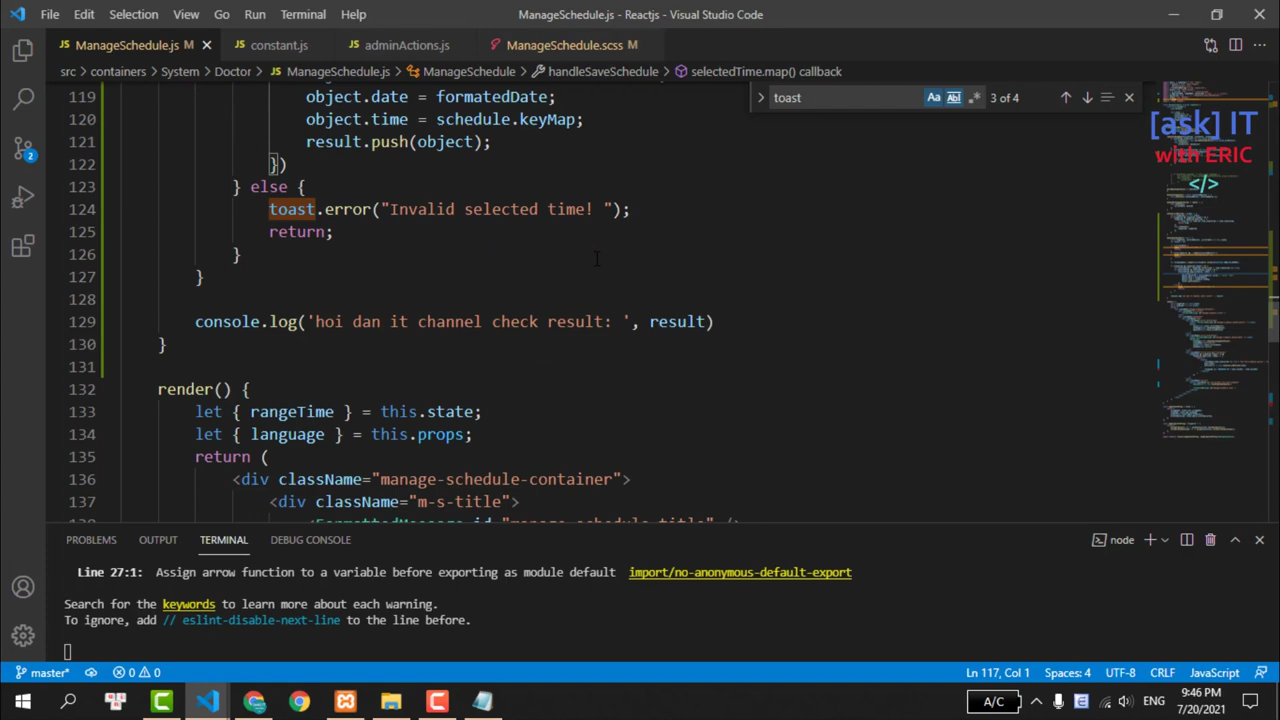 File Edit Selection View Go Run Terminal Help ManageSchedule.js - Reactjs - Visual Studio Code
JS ManageSchedule.js M JS constant.js JS adminActions.js ManageSchedule.scss M
src > containers > System > Doctor > JS ManageSchedule.js > ManageSchedule > handleSaveSchedule > selectedTime.map() callback
toast Aa Abl 3 of 4
[ask] IT
with ERIC
</>
119 object.date = formatedDate;
120 object.time = schedule.keyMap;
121 result.push(object);
122 })
123 } else {
124 toast.error("Invalid selected time! ");
125 return;
126 }
127 }
128
129 console.log('hoi dan it channel check result: ', result)
130 }
131
132 render() {
133 let { rangeTime } = this.state;
134 let { language } = this.props;
135 return (
136 <div className="manage-schedule-container">
137 <div className="m-s-title">
PROBLEMS OUTPUT TERMINAL DEBUG CONSOLE node
Line 27:1: Assign arrow function to a variable before exporting as module default import/no-anonymous-default-export
Search for the keywords to learn more about each warning.
To ignore, add // eslint-disable-next-line to the line before.
2
master* 0 0 Ln 117, Col 1 Spaces: 4 UTF-8 CRLF JavaScript
A/C ENG 9:46 PM
7/20/2021